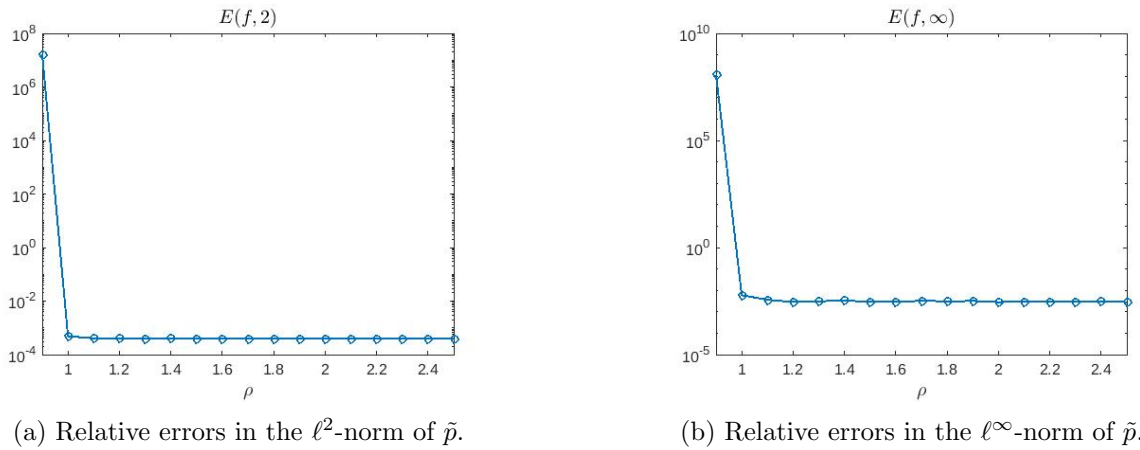 E(f, 2)
10^8
10^6
10^4
10^2
10^0
10^-2
10^-4
1 1.2 1.4 1.6 1.8 2 2.2 2.4
ρ
(a) Relative errors in the ℓ²-norm of p̃.
E(f, ∞)
10^10
10^5
10^0
10^-5
1 1.2 1.4 1.6 1.8 2 2.2 2.4
ρ
(b) Relative errors in the ℓ^∞-norm of p̃.